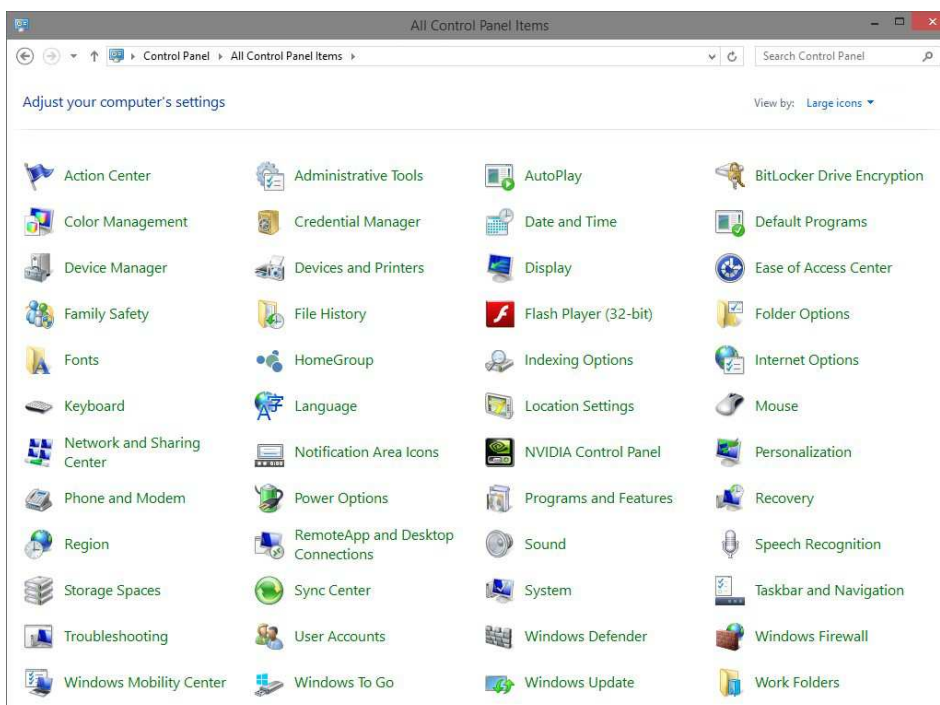 All Control Panel Items
Control Panel All Control Panel Items
Search Control Panel
Adjust your computer's settings
View by: Large icons
Action Center
Administrative Tools
AutoPlay
BitLocker Drive Encryption
Color Management
Credential Manager
Date and Time
Default Programs
Device Manager
Devices and Printers
Display
Ease of Access Center
Family Safety
File History
Flash Player (32-bit)
Folder Options
Fonts
HomeGroup
Indexing Options
Internet Options
Keyboard
Language
Location Settings
Mouse
Network and Sharing
Center
Notification Area Icons
NVIDIA Control Panel
Personalization
Phone and Modem
Power Options
Programs and Features
Recovery
Region
RemoteApp and Desktop
Connections
Sound
Speech Recognition
Storage Spaces
Sync Center
System
Taskbar and Navigation
Troubleshooting
User Accounts
Windows Defender
Windows Firewall
Windows Mobility Center
Windows To Go
Windows Update
Work Folders